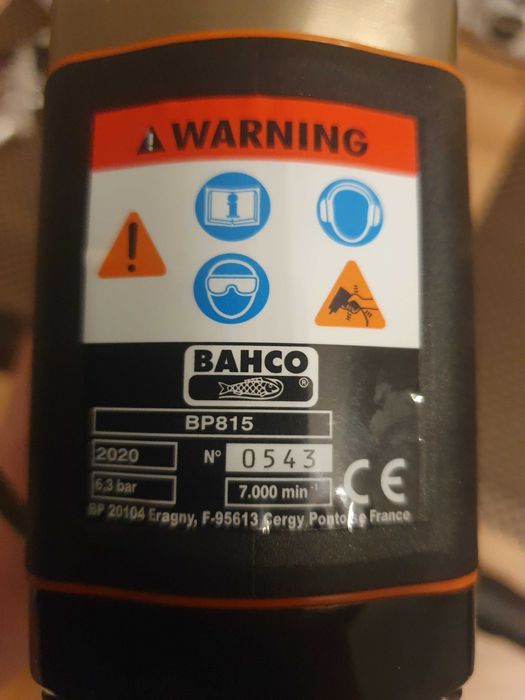 WARNING
BAHCO
®
BP815
2020 N° 0543
6,3 bar 7.000 min⁻¹ CE
BP 20104 Eragny, F-95613 Cergy Pontoise France